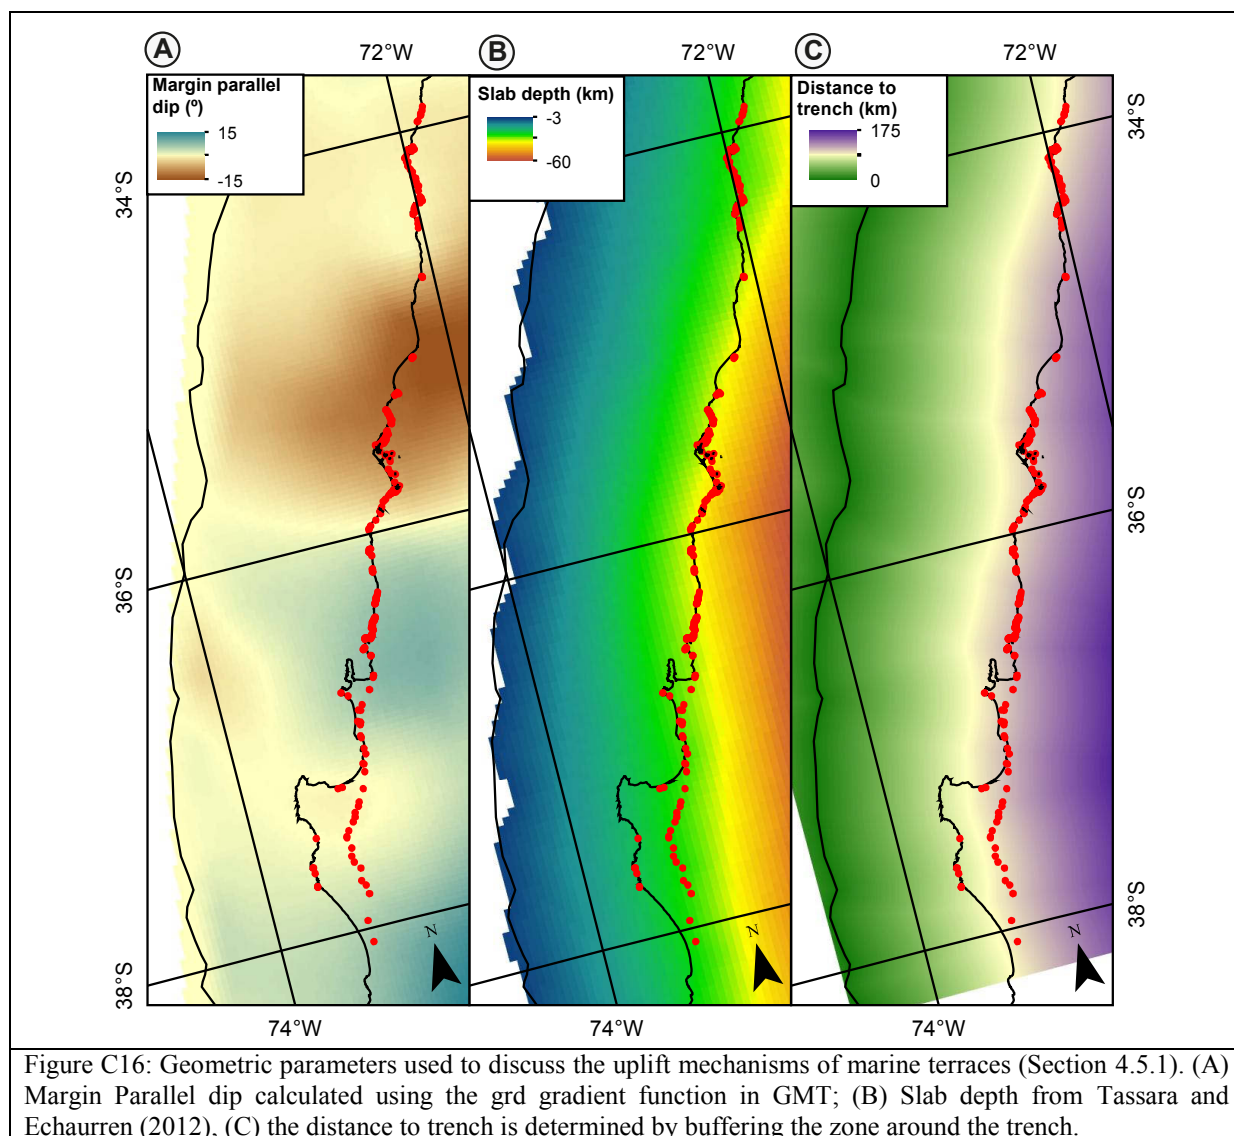 A
B
C
72°W
72°W
72°W
Margin parallel
dip (º)
15
-15
Slab depth (km)
-3
-60
Distance to
trench (km)
175
0
34°S
34°S
36°S
36°S
38°S
38°S
N
N
N
74°W
74°W
74°W
Figure C16: Geometric parameters used to discuss the uplift mechanisms of marine terraces (Section 4.5.1). (A)
Margin Parallel dip calculated using the grd gradient function in GMT; (B) Slab depth from Tassara and
Echaurren (2012), (C) the distance to trench is determined by buffering the zone around the trench.